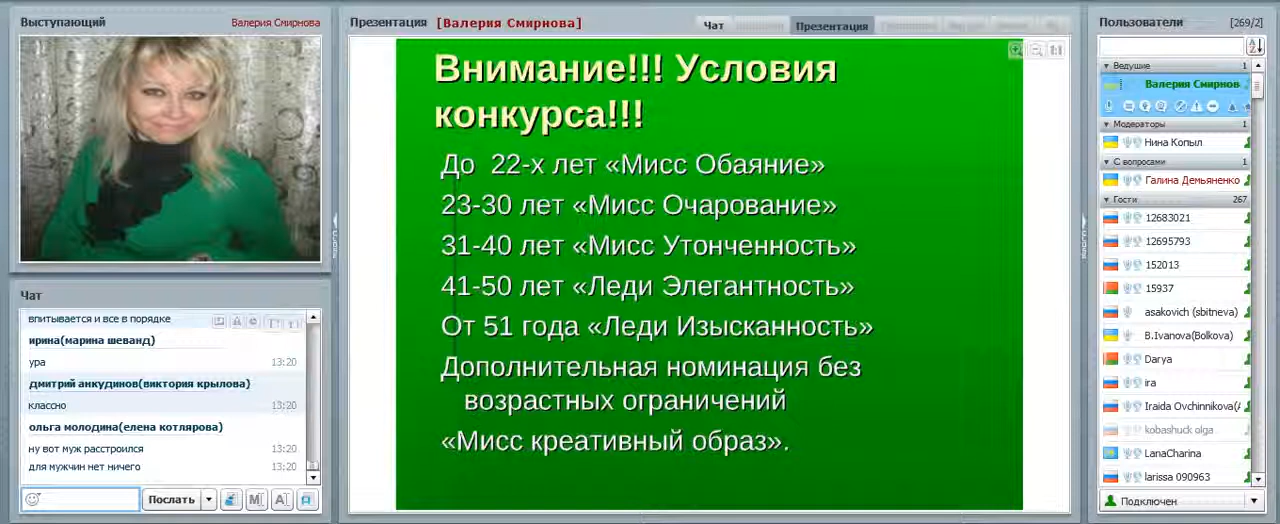 Выступающий
Валерия Смирнова
Чат
впитывается и все в порядке
ирина(марина шеванд)
ура 13:20
дмитрий анкудинов(виктория крылова)
классно 13:20
ольга молодина(елена котлярова)
ну вот муж расстроился 13:20
для мужчин нет ничего 13:20
Послать
Презентация [Валерия Смирнова]
Чат
Презентация
1:1
Внимание!!! Условия
конкурса!!!
До 22-х лет «Мисс Обаяние»
23-30 лет «Мисс Очарование»
31-40 лет «Мисс Утонченность»
41-50 лет «Леди Элегантность»
От 51 года «Леди Изысканность»
Дополнительная номинация без
возрастных ограничений
«Мисс креативный образ».
Пользователи [269/2]
Ведущие 1
Валерия Смирнов
Модераторы 1
Нина Копыл
С вопросами 1
Галина Демьяненко
Гости 267
12683021
12695793
152013
15937
asakovich (sbitneva)
B.Ivanova(Bolkova)
Darya
ira
Iraida Ovchinnikova(A
kobashuck olga
LanaCharina
larissa 090963
Подключен